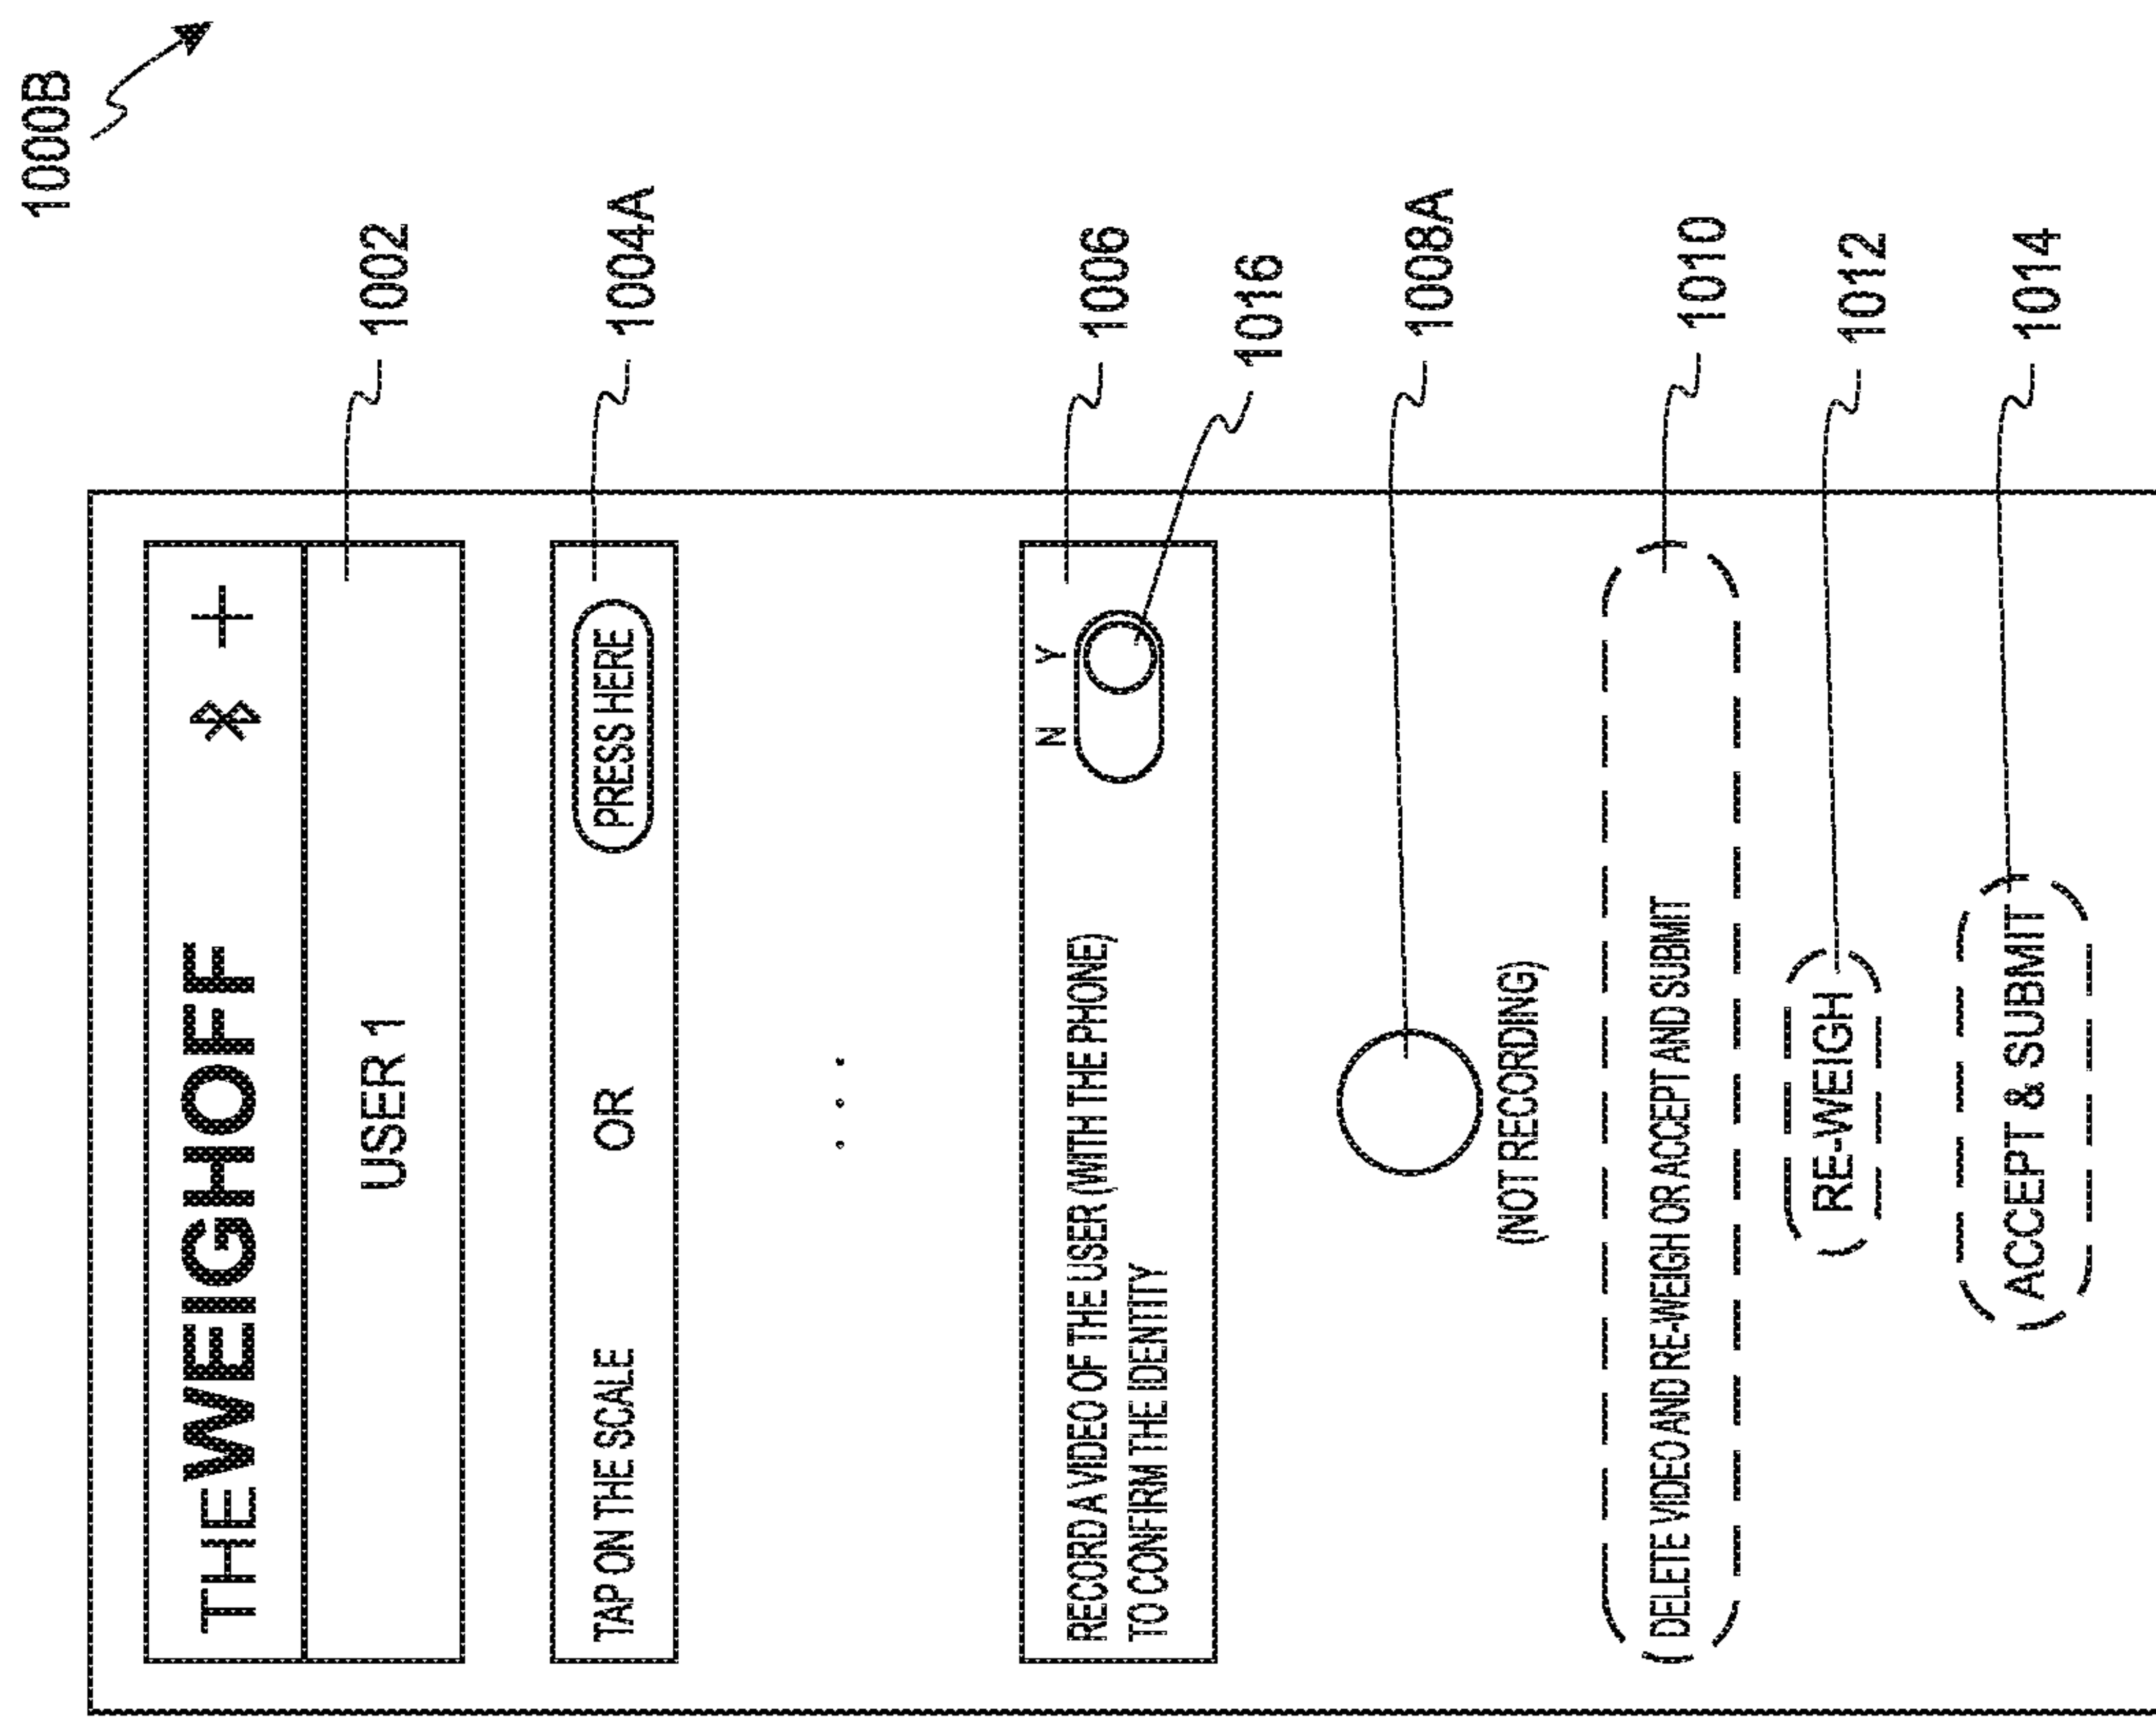 1000B
THEWEIGHOFF
USER 1
1002
TAP ON THE SCALE OR PRESS HERE
1004A
. . .
RECORD A VIDEO OF THE USER (WITH THE PHONE)
TO CONFIRM THE IDENTITY
N Y
1006
1016
1008A
(NOT RECORDING)
DELETE VIDEO AND RE-WEIGH OR ACCEPT AND SUBMIT
1010
RE-WEIGH
1012
ACCEPT & SUBMIT
1014